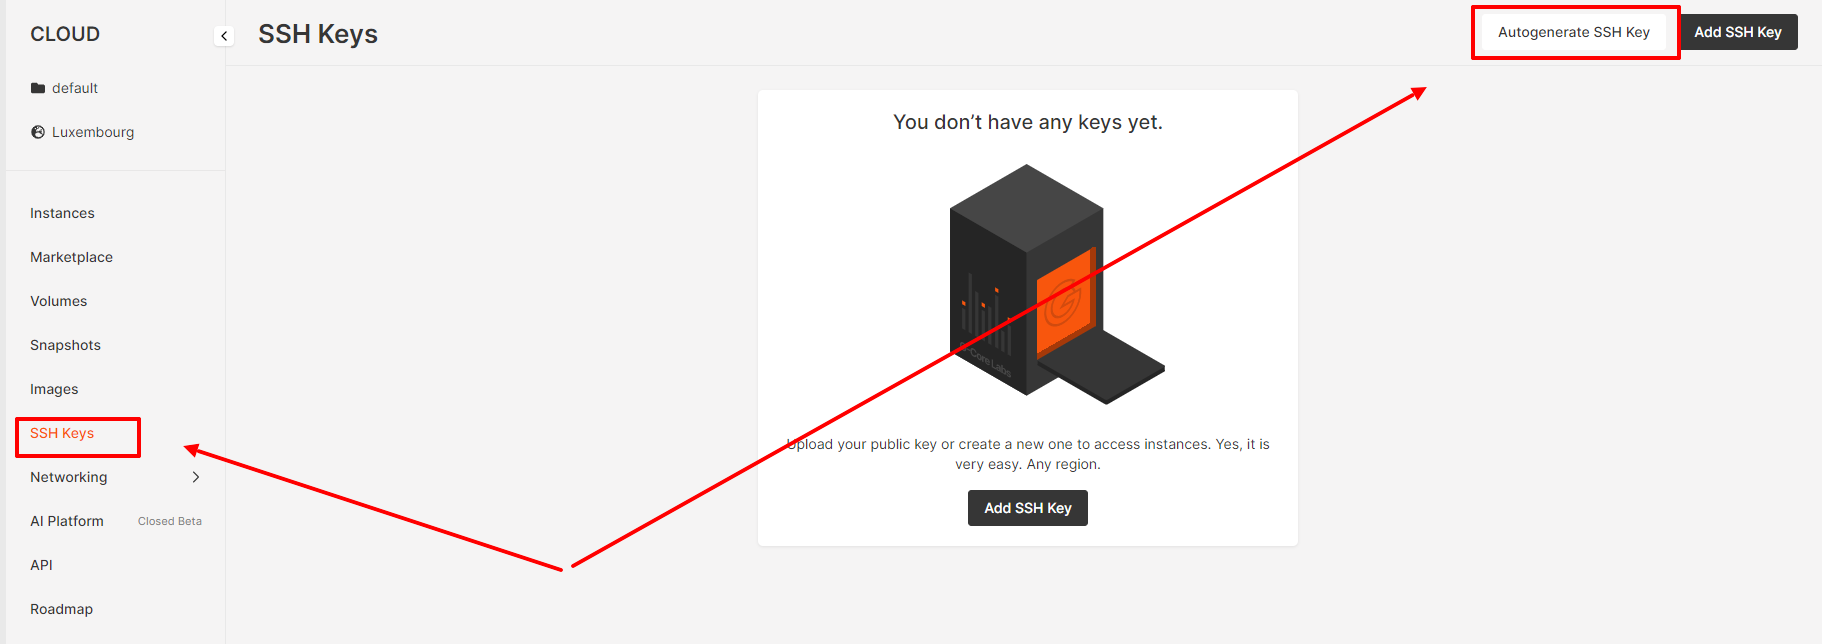 CLOUD
SSH Keys
Autogenerate SSH Key
Add SSH Key
default
Luxembourg
Instances
Marketplace
Volumes
Snapshots
Images
SSH Keys
Networking
AI Platform
Closed Beta
API
Roadmap
You don’t have any keys yet.
G-Core Labs
Upload your public key or create a new one to access instances. Yes, it is
very easy. Any region.
Add SSH Key